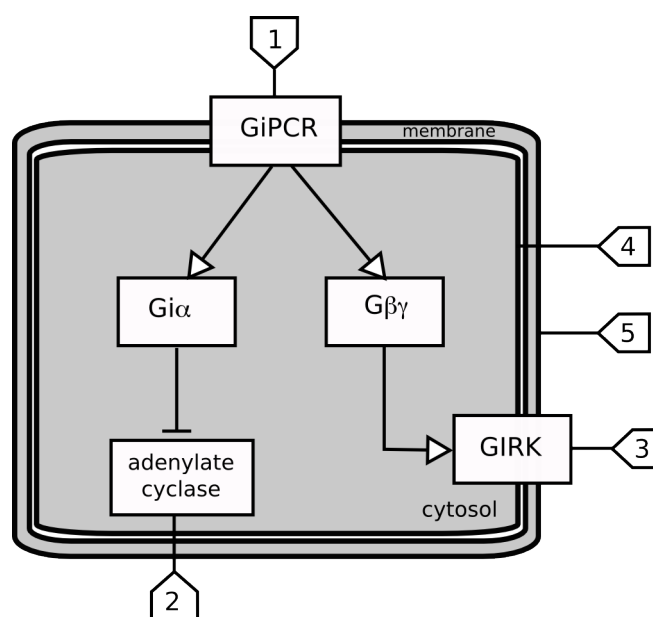 1
GiPCR
membrane
4
Giα
Gβγ
5
GIRK
3
adenylate
cyclase
cytosol
2